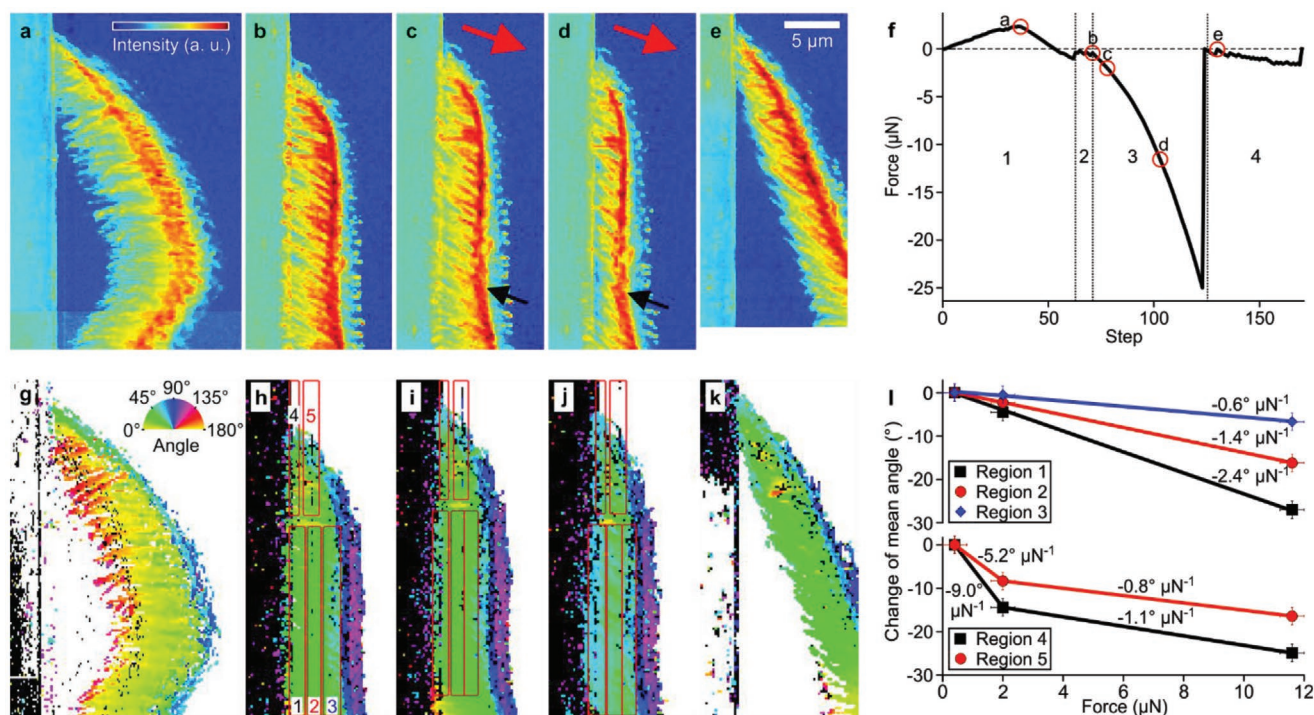 a
Intensity (a. u.)
b
c
d
e
5 µm
f
Force (µN)
0
-5
-10
-15
-20
-25
a
b
c
d
e
1
2
3
4
0
50
100
150
Step
g
0°
45°
90°
135°
180°
Angle
h
4
5
1
2
3
i
j
k
l
Change of mean angle (°)
0
-10
-20
-30
-0.6° µN⁻¹
-1.4° µN⁻¹
-2.4° µN⁻¹
Region 1
Region 2
Region 3
0
-10
-20
-30
-5.2° µN⁻¹
-9.0°
µN⁻¹
-0.8° µN⁻¹
-1.1° µN⁻¹
Region 4
Region 5
0
2
4
6
8
10
12
Force (µN)